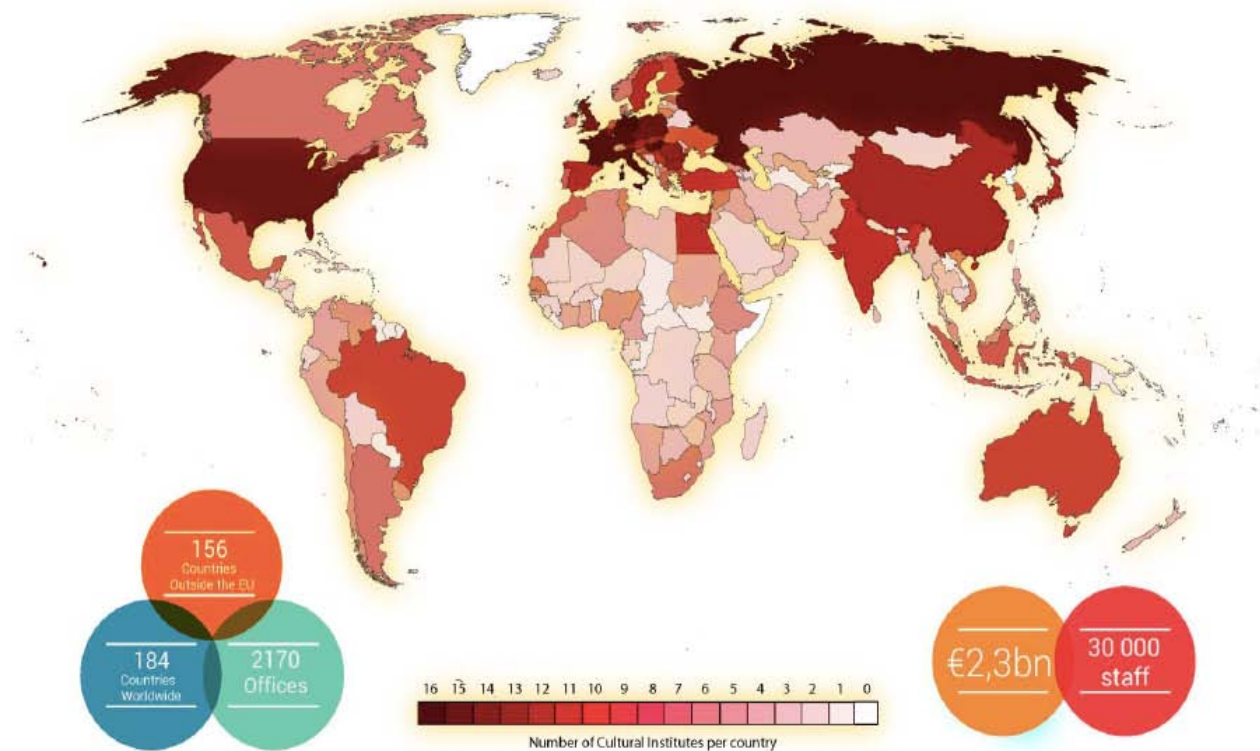 156
Countries
Outside the EU
184
Countries
Worldwide
2170
Offices
€2,3bn
30 000
staff
16 15 14 13 12 11 10 9 8 7 6 5 4 3 2 1 0
Number of Cultural Institutes per country